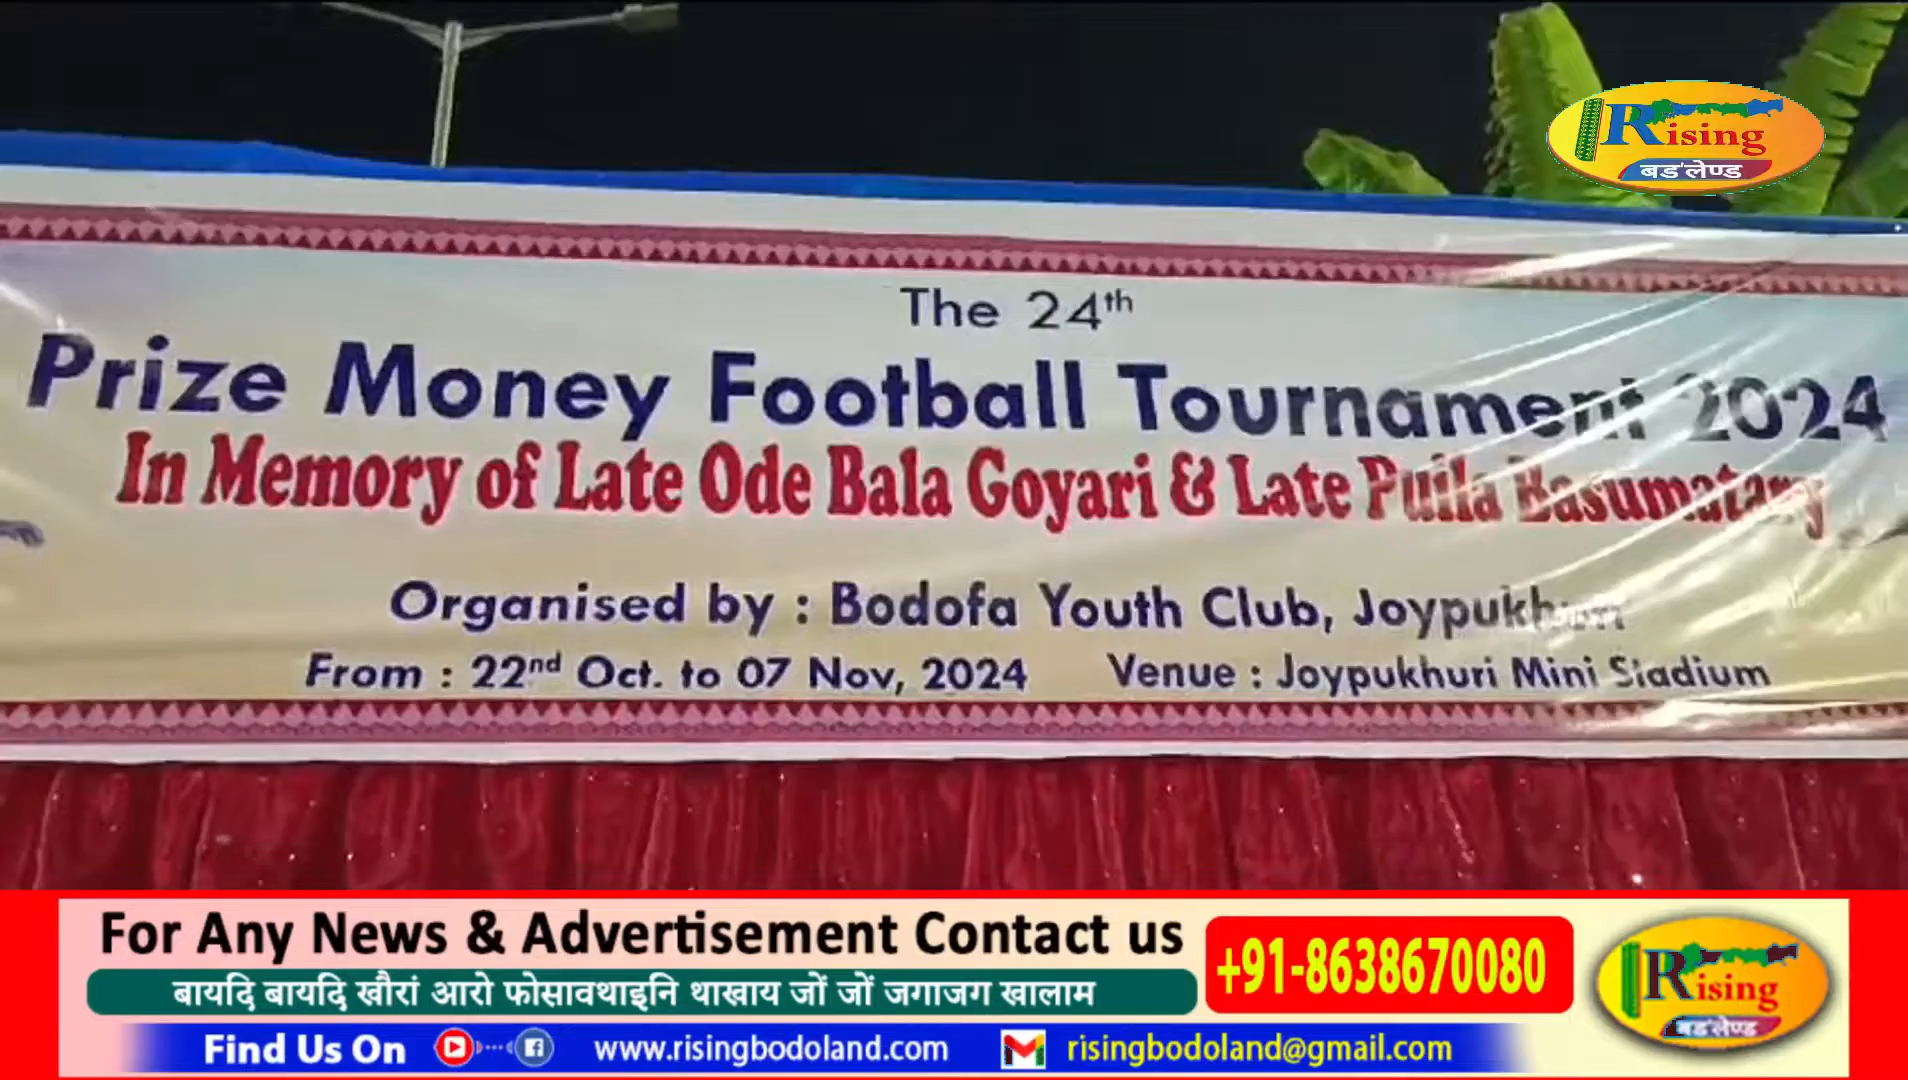 Rising
बड'लेण्ड
The 24th
Prize Money Football Tournament 2024
In Memory of Late Ode Bala Goyari & Late Puila Basumatary
Organised by : Bodofa Youth Club, Joypukhuri
From : 22nd Oct. to 07 Nov, 2024 Venue : Joypukhuri Mini Stadium
For Any News & Advertisement Contact us
बायदि बायदि खौरां आरो फोसावथाइनि थाखाय जों जों जगाजग खालाम
+91-8638670080
Find Us On www.risingbodoland.com risingbodoland@gmail.com
Rising
बड'लेण्ड